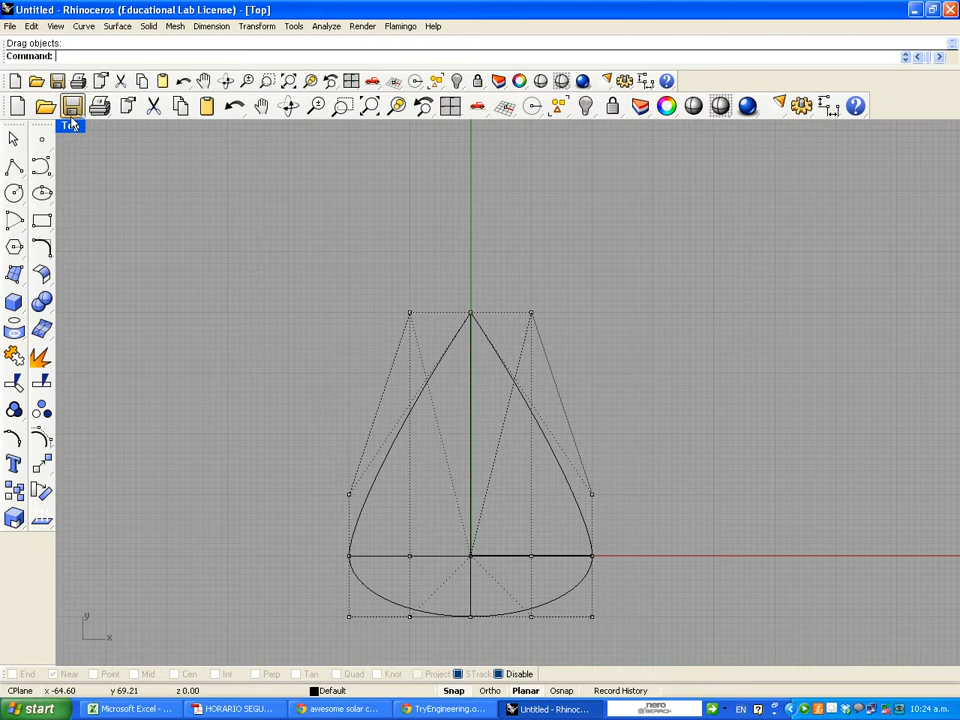 Untitled - Rhinoceros (Educational Lab License) - [Top]
File Edit View Curve Surface Solid Mesh Dimension Transform Tools Analyze Render Flamingo Help
Drag objects:
Command:
y
x
End Near Point Mid Cen Int Perp Tan Quad Knot Project STrack Disable
CPlane x -64.60 y 69.21 z 0.00 Default Snap Ortho Planar Osnap Record History
start Microsoft Excel - ... HORARIO SEGU... awesome solar c... TryEngineering.o... Untitled - Rhinoc... nero SEARCH EN 10:24 a.m.